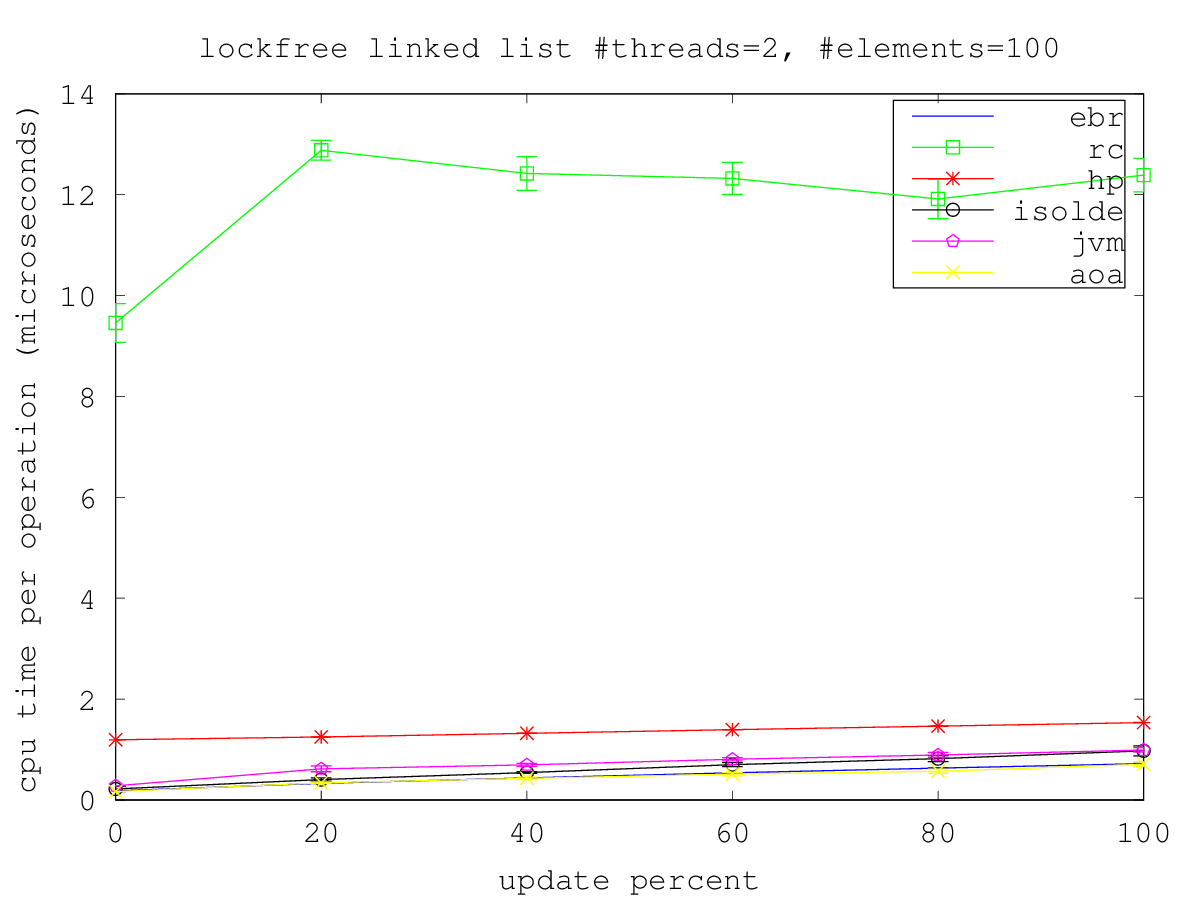 lockfree linked list #threads=2, #elements=100
cpu time per operation (microseconds)
14
12
10
8
6
4
2
0
ebr
rc
hp
isolde
jvm
aoa
0 20 40 60 80 100
update percent